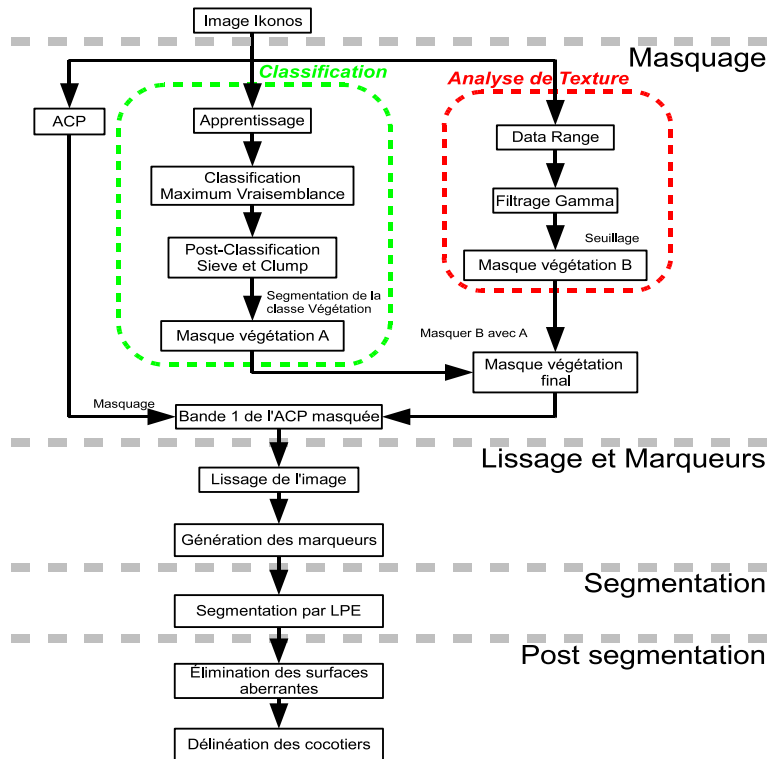 Image Ikonos
Masquage
Classification
Analyse de Texture
ACP
Apprentissage
Data Range
Classification
Maximum Vraisemblance
Filtrage Gamma
Seuillage
Post-Classification
Sieve et Clump
Masque végétation B
Segmentation de la
classe Végétation
Masque végétation A
Masquer B avec A
Masque végétation
final
Masquage
Bande 1 de l'ACP masquée
Lissage et Marqueurs
Lissage de l'image
Génération des marqueurs
Segmentation
Segmentation par LPE
Post segmentation
Élimination des surfaces
aberrantes
Délinéation des cocotiers